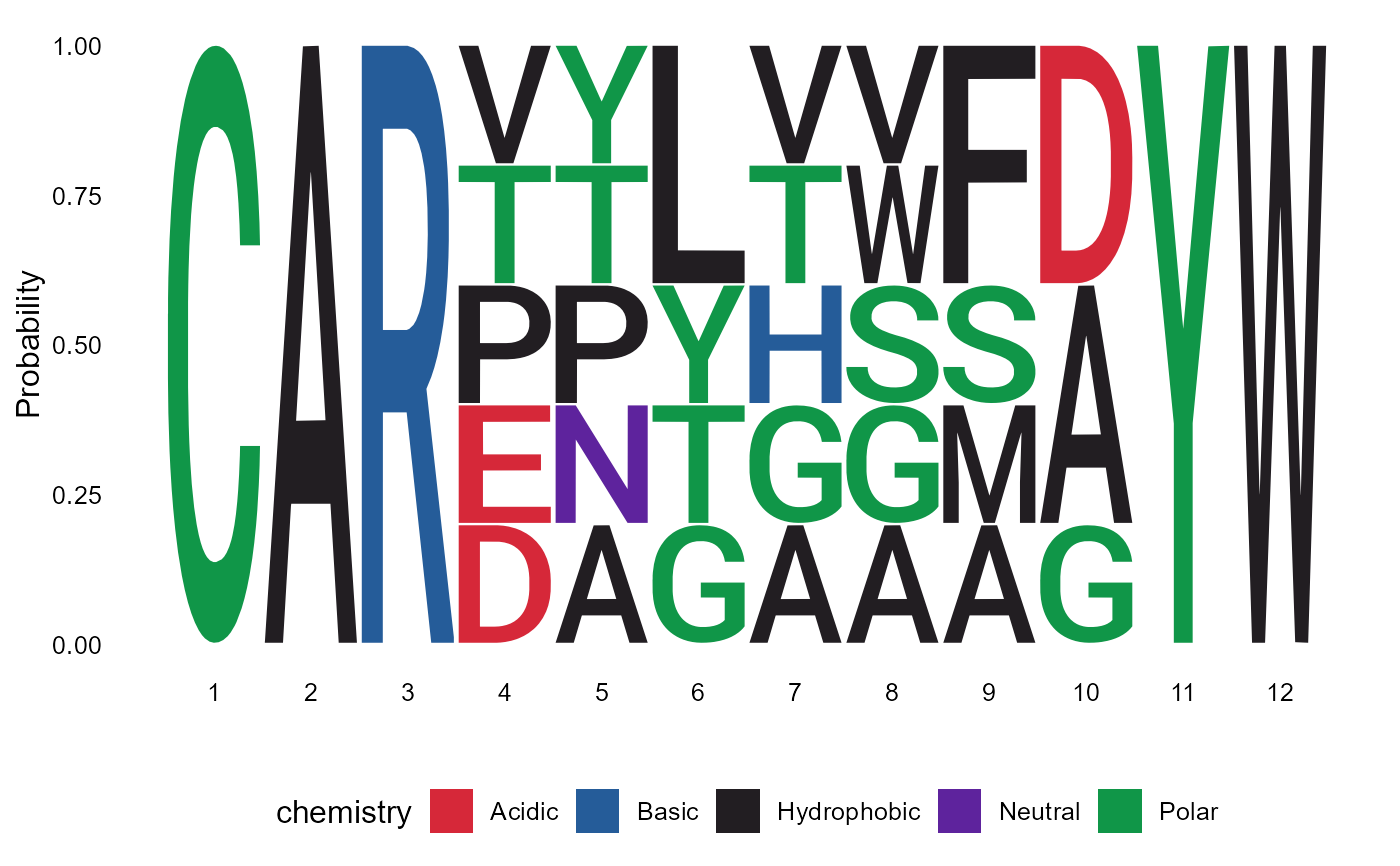 1.00
0.75
0.50
0.25
0.00
Probability
C A R V Y L V V F D Y W
T T T W
P P Y H S S A
E N T G G M
D A G A A A G
1 2 3 4 5 6 7 8 9 10 11 12
chemistry Acidic Basic Hydrophobic Neutral Polar